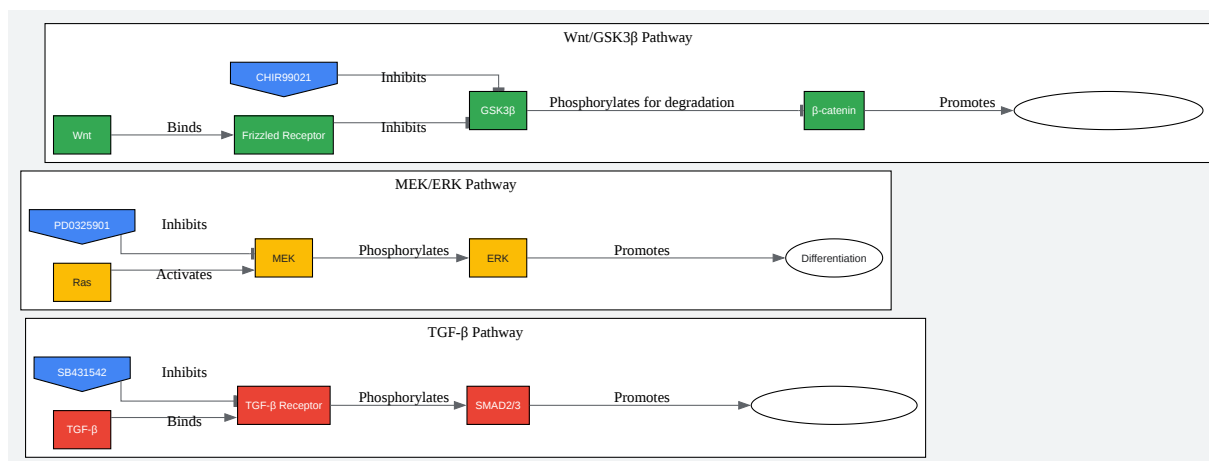 Wnt/GSK3β Pathway
CHIR99021
Inhibits
GSK3β
Phosphorylates for degradation
β-catenin
Promotes
Wnt
Binds
Frizzled Receptor
Inhibits
MEK/ERK Pathway
PD0325901
Inhibits
MEK
Phosphorylates
ERK
Promotes
Differentiation
Ras
Activates
TGF-β Pathway
SB431542
Inhibits
TGF-β Receptor
Phosphorylates
SMAD2/3
Promotes
TGF-β
Binds